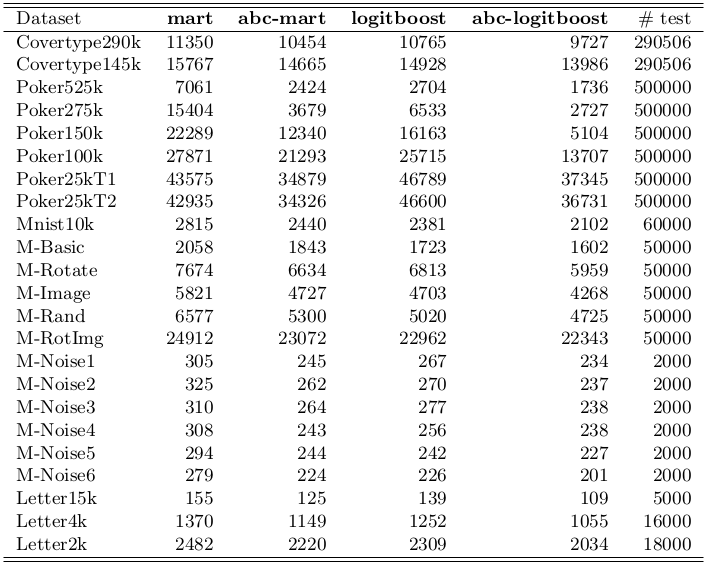 Dataset mart abc-mart logitboost abc-logitboost # test
Covertype290k 11350 10454 10765 9727 290506
Covertype145k 15767 14665 14928 13986 290506
Poker525k 7061 2424 2704 1736 500000
Poker275k 15404 3679 6533 2727 500000
Poker150k 22289 12340 16163 5104 500000
Poker100k 27871 21293 25715 13707 500000
Poker25kT1 43575 34879 46789 37345 500000
Poker25kT2 42935 34326 46600 36731 500000
Mnist10k 2815 2440 2381 2102 60000
M-Basic 2058 1843 1723 1602 50000
M-Rotate 7674 6634 6813 5959 50000
M-Image 5821 4727 4703 4268 50000
M-Rand 6577 5300 5020 4725 50000
M-RotImg 24912 23072 22962 22343 50000
M-Noise1 305 245 267 234 2000
M-Noise2 325 262 270 237 2000
M-Noise3 310 264 277 238 2000
M-Noise4 308 243 256 238 2000
M-Noise5 294 244 242 227 2000
M-Noise6 279 224 226 201 2000
Letter15k 155 125 139 109 5000
Letter4k 1370 1149 1252 1055 16000
Letter2k 2482 2220 2309 2034 18000